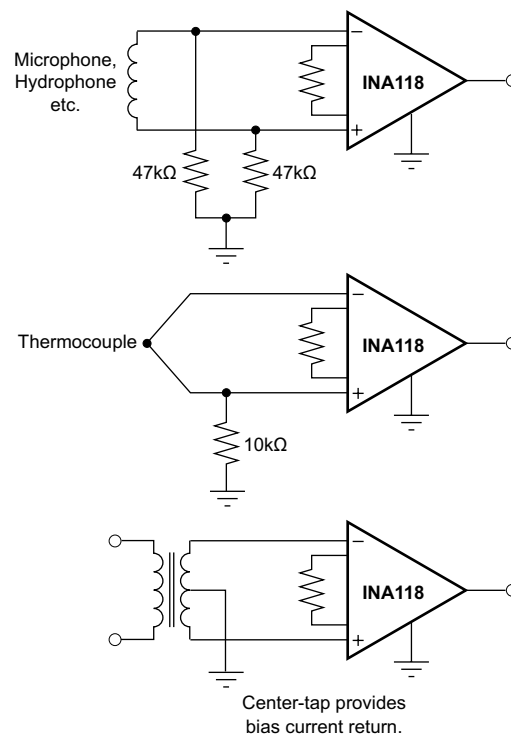 Microphone,
Hydrophone
etc.
−
INA118
+
47kΩ 47kΩ
−
Thermocouple
INA118
+
10kΩ
−
INA118
+
Center-tap provides
bias current return.